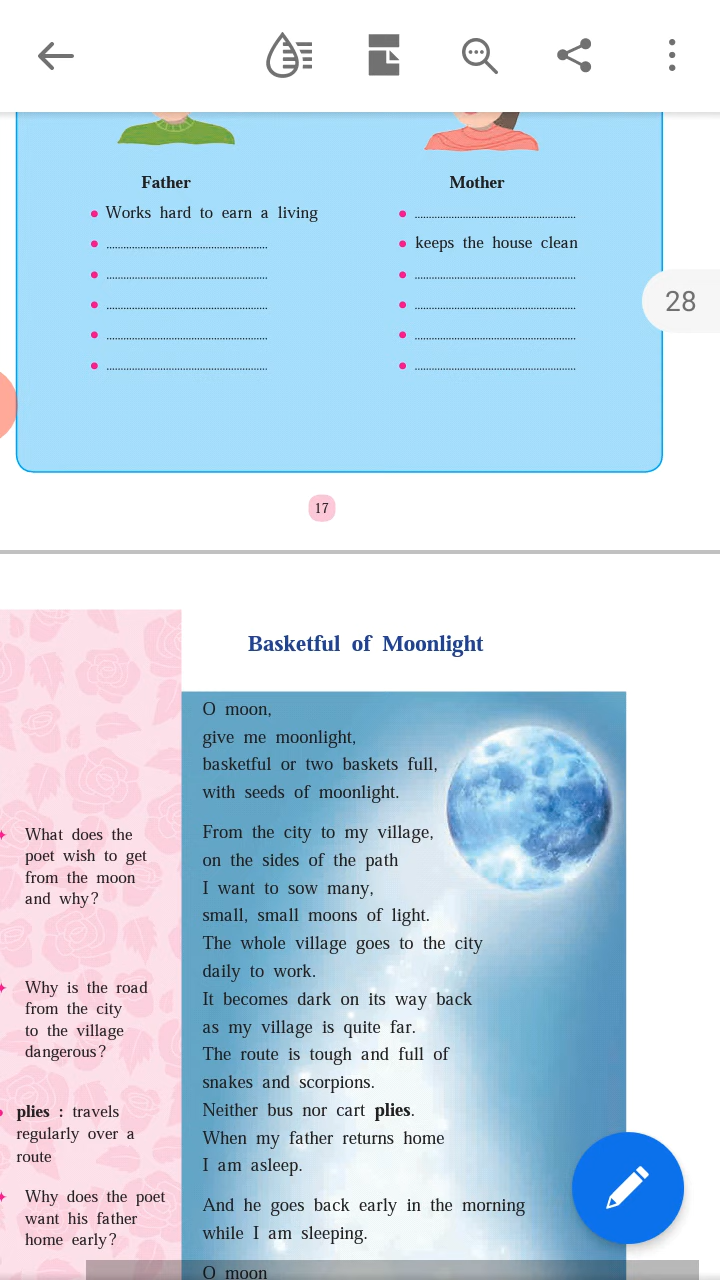 28
Father
Works hard to earn a living
Mother
keeps the house clean
17
Basketful of Moonlight
O moon,
give me moonlight,
basketful or two baskets full,
with seeds of moonlight.
From the city to my village,
on the sides of the path
I want to sow many,
small, small moons of light.
The whole village goes to the city
daily to work.
It becomes dark on its way back
as my village is quite far.
The route is tough and full of
snakes and scorpions.
Neither bus nor cart plies.
When my father returns home
I am asleep.
And he goes back early in the morning
while I am sleeping.
O moon
What does the
poet wish to get
from the moon
and why?
Why is the road
from the city
to the village
dangerous?
plies : travels
regularly over a
route
Why does the poet
want his father
home early?